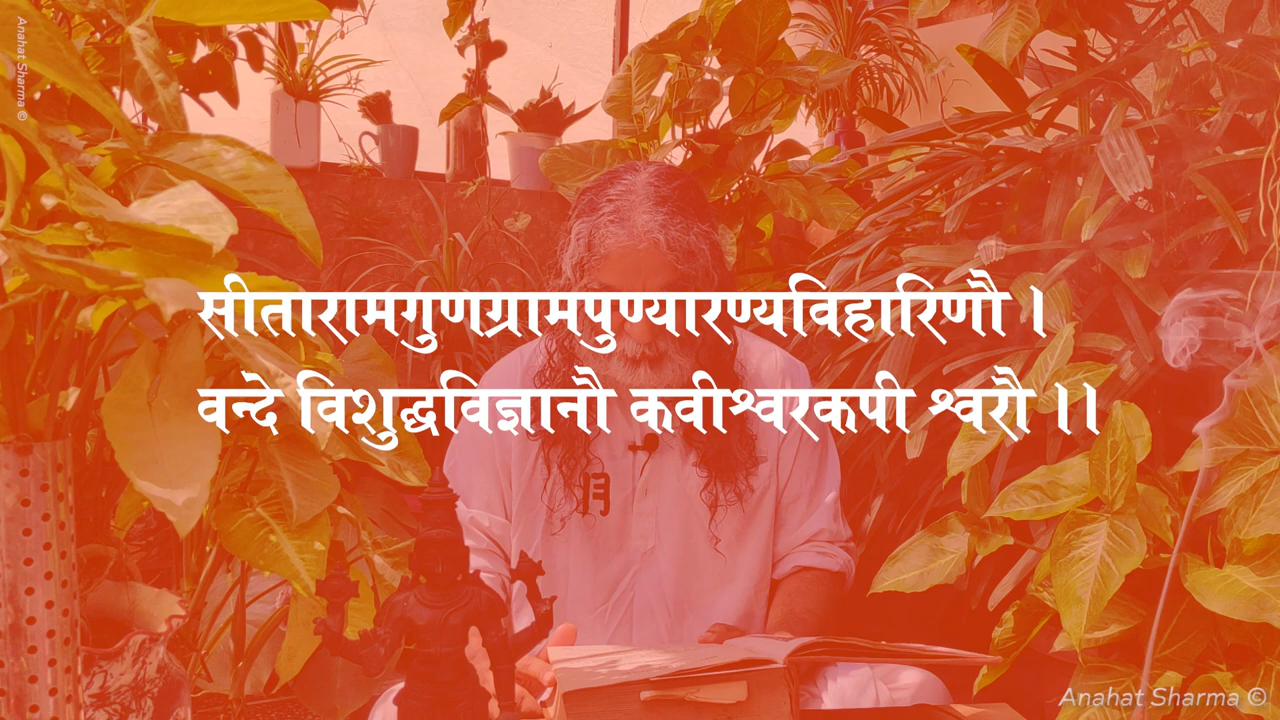 Anahat Sharma ©
सीतारामगुणग्रामपुण्यारण्यविहारिणौ ।
वन्दे विशुद्धविज्ञानौ कवीश्वरकपी श्वरौ ।।
Anahat Sharma ©